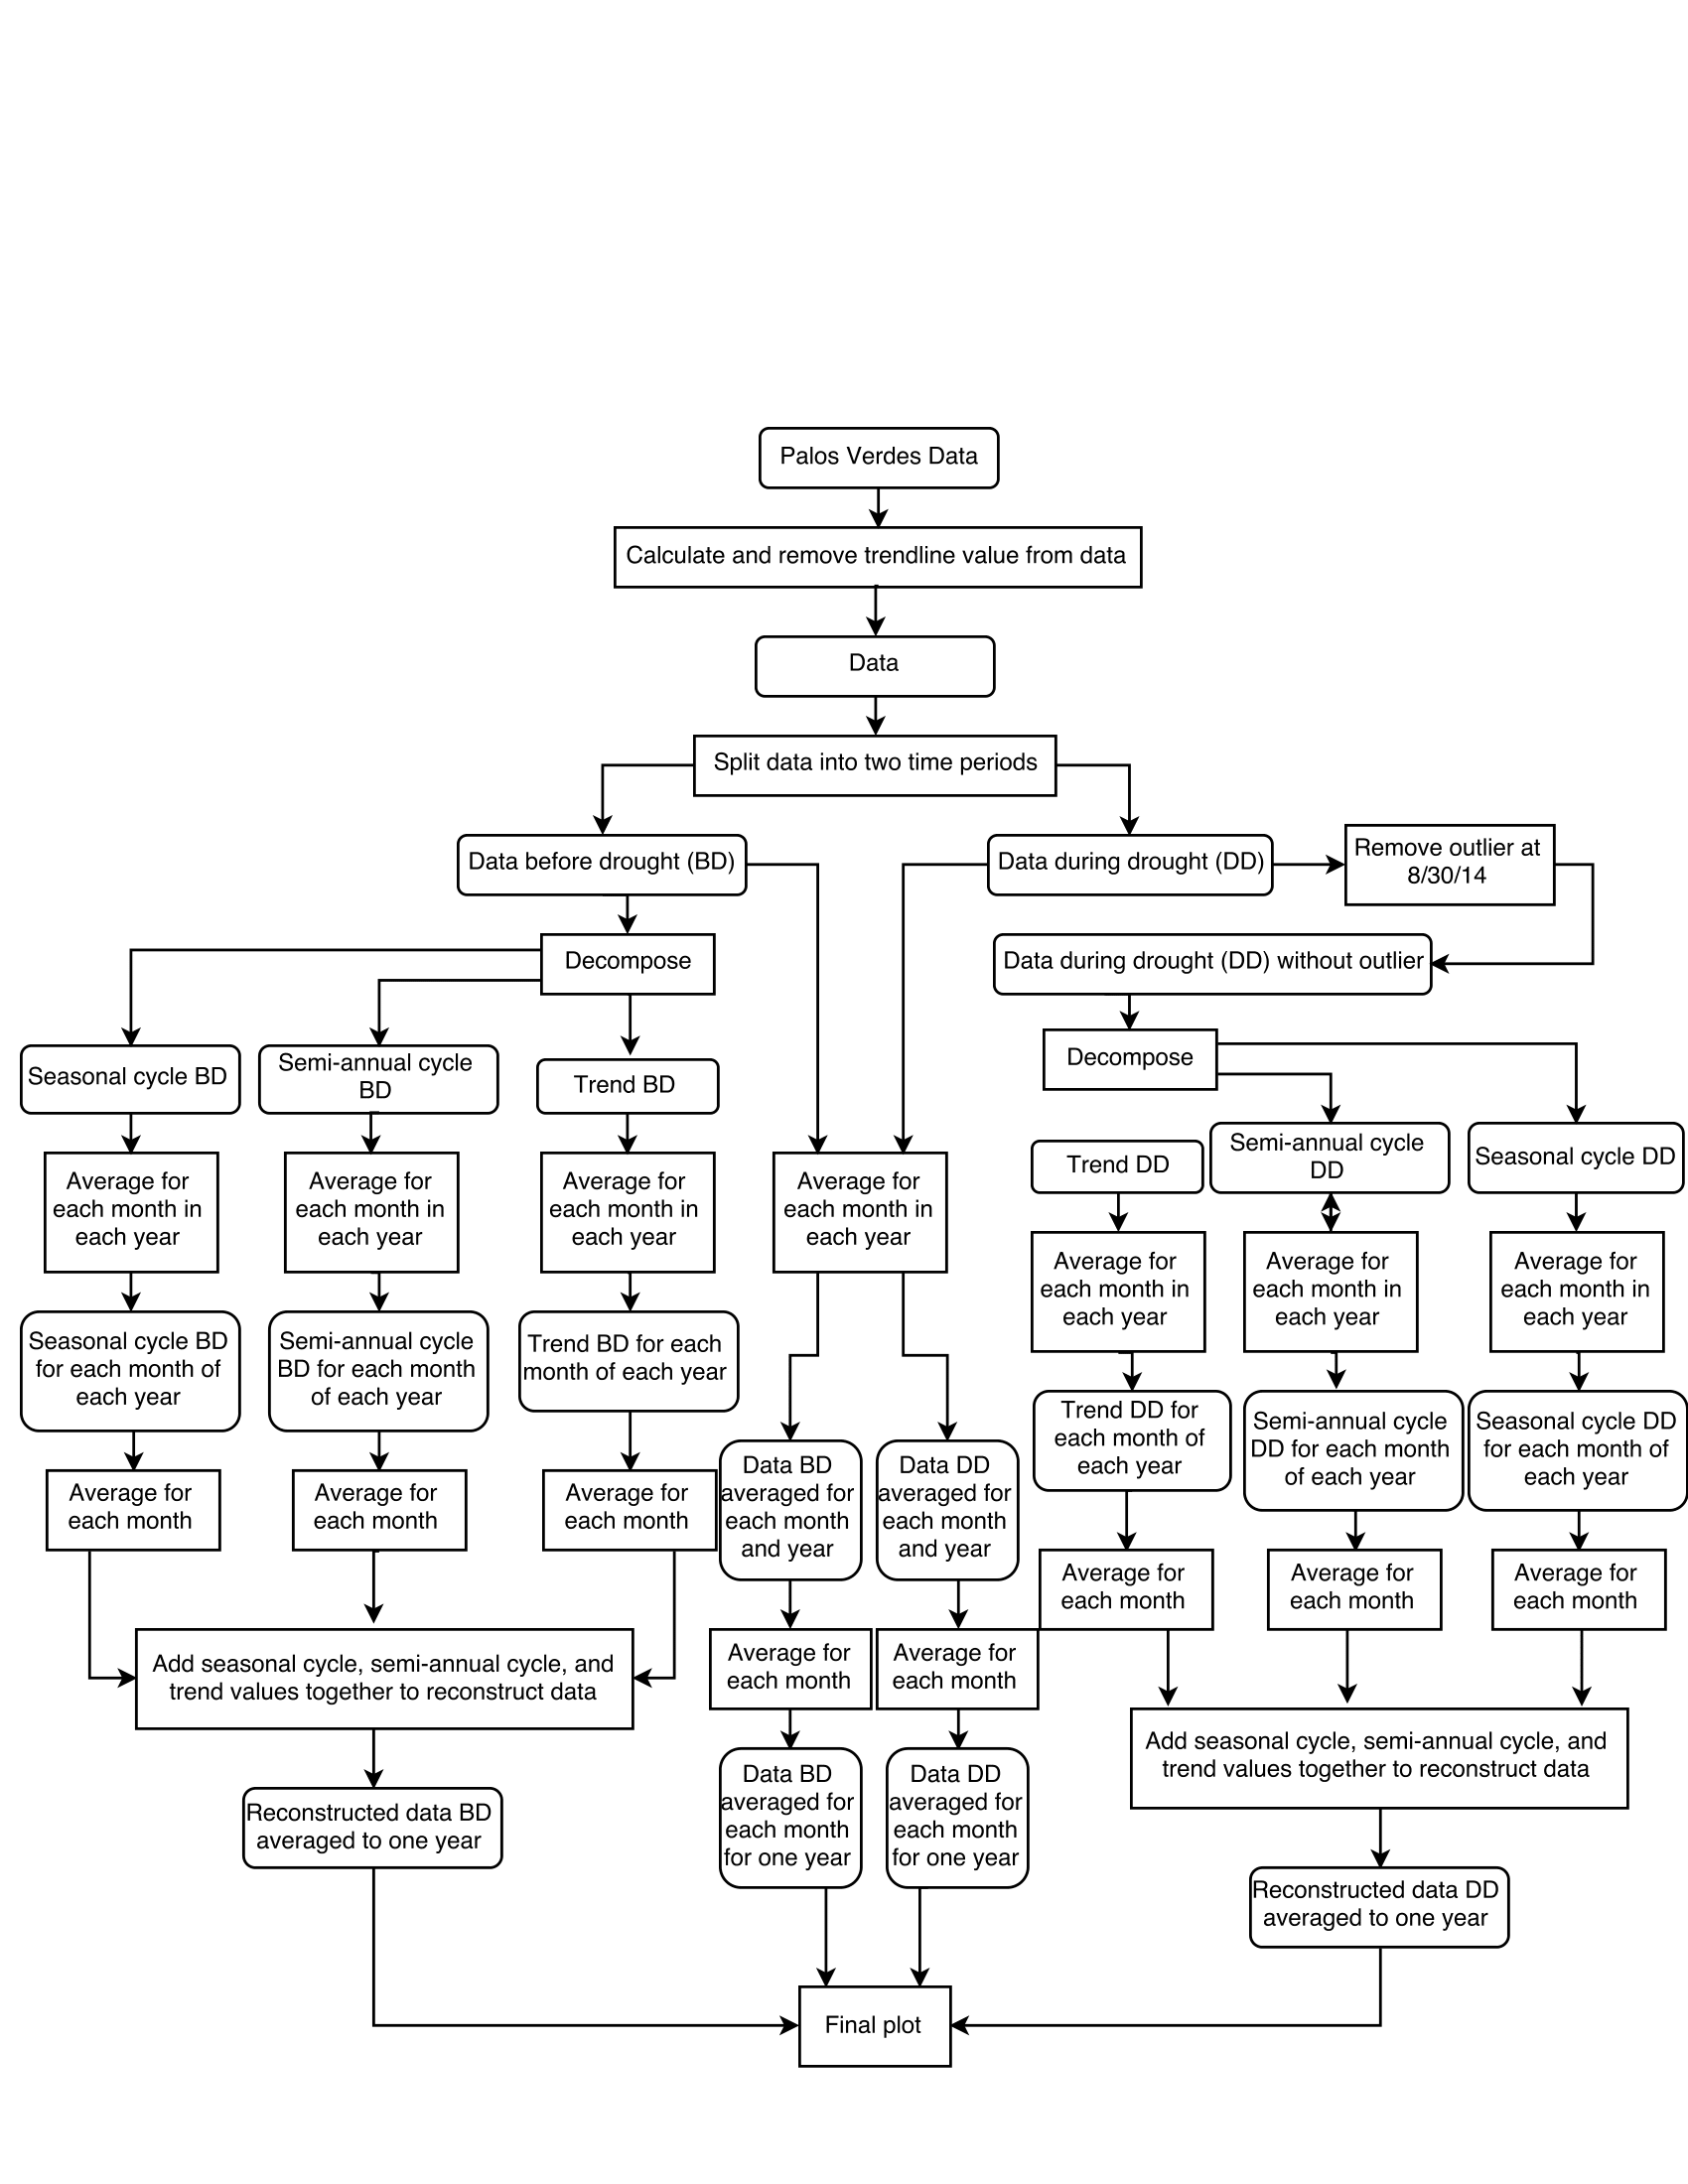 Palos Verdes Data
Calculate and remove trendline value from data
Data
Split data into two time periods
Data before drought (BD)
Data during drought (DD)
Remove outlier at
8/30/14
Decompose
Data during drought (DD) without outlier
Decompose
Seasonal cycle BD
Semi-annual cycle
BD
Trend BD
Trend DD
Semi-annual cycle
DD
Seasonal cycle DD
Average for
each month in
each year
Average for
each month in
each year
Average for
each month in
each year
Average for
each month in
each year
Average for
each month in
each year
Average for
each month in
each year
Average for
each month in
each year
Seasonal cycle BD
for each month of
each year
Semi-annual cycle
BD for each month
of each year
Trend BD for each
month of each year
Trend DD for
each month of
each year
Semi-annual cycle
DD for each month
of each year
Seasonal cycle DD
for each month of
each year
Average for
each month
Average for
each month
Average for
each month
Data BD
averaged for
each month
and year
Data DD
averaged for
each month
and year
Average for
each month
Average for
each month
Average for
each month
Add seasonal cycle, semi-annual cycle, and
trend values together to reconstruct data
Average for
each month
Average for
each month
Add seasonal cycle, semi-annual cycle, and
trend values together to reconstruct data
Reconstructed data BD
averaged to one year
Data BD
averaged for
each month
for one year
Data DD
averaged for
each month
for one year
Reconstructed data DD
averaged to one year
Final plot